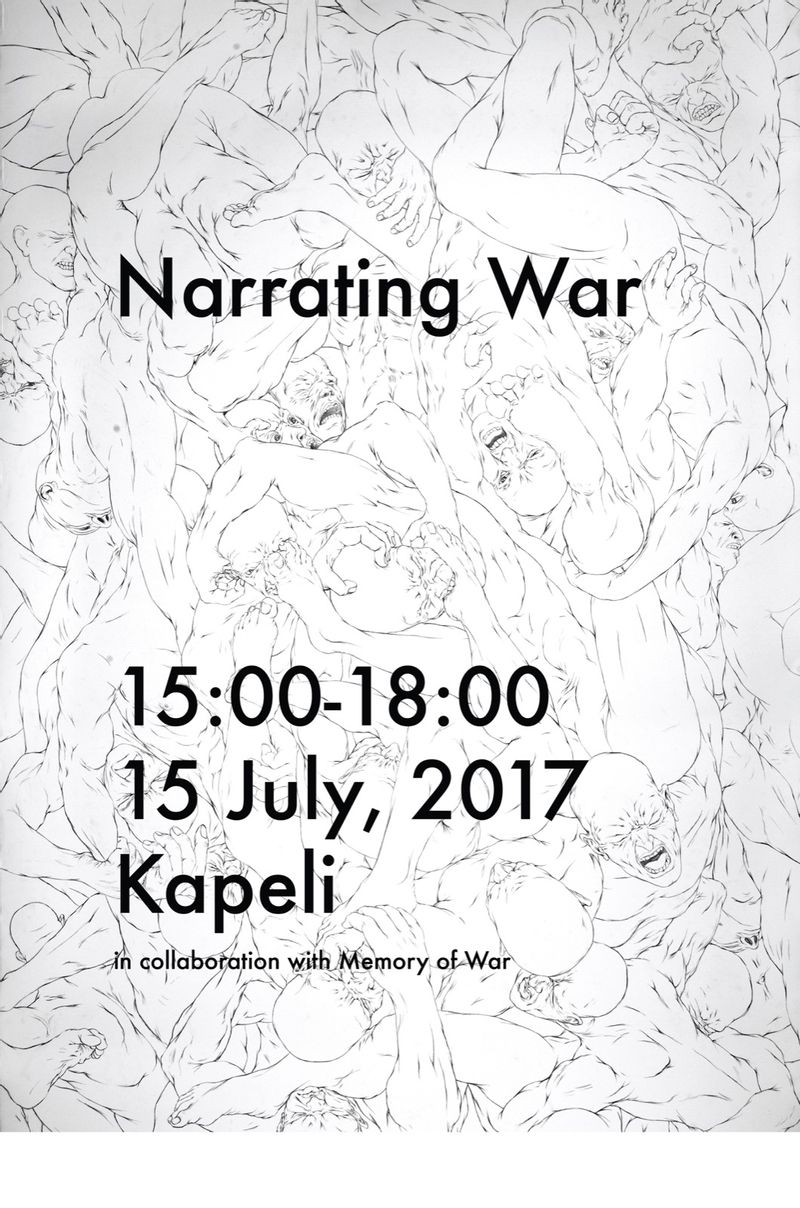 Narrating War
15:00-18:00
15 July, 2017
Kapeli
in collaboration with Memory of War